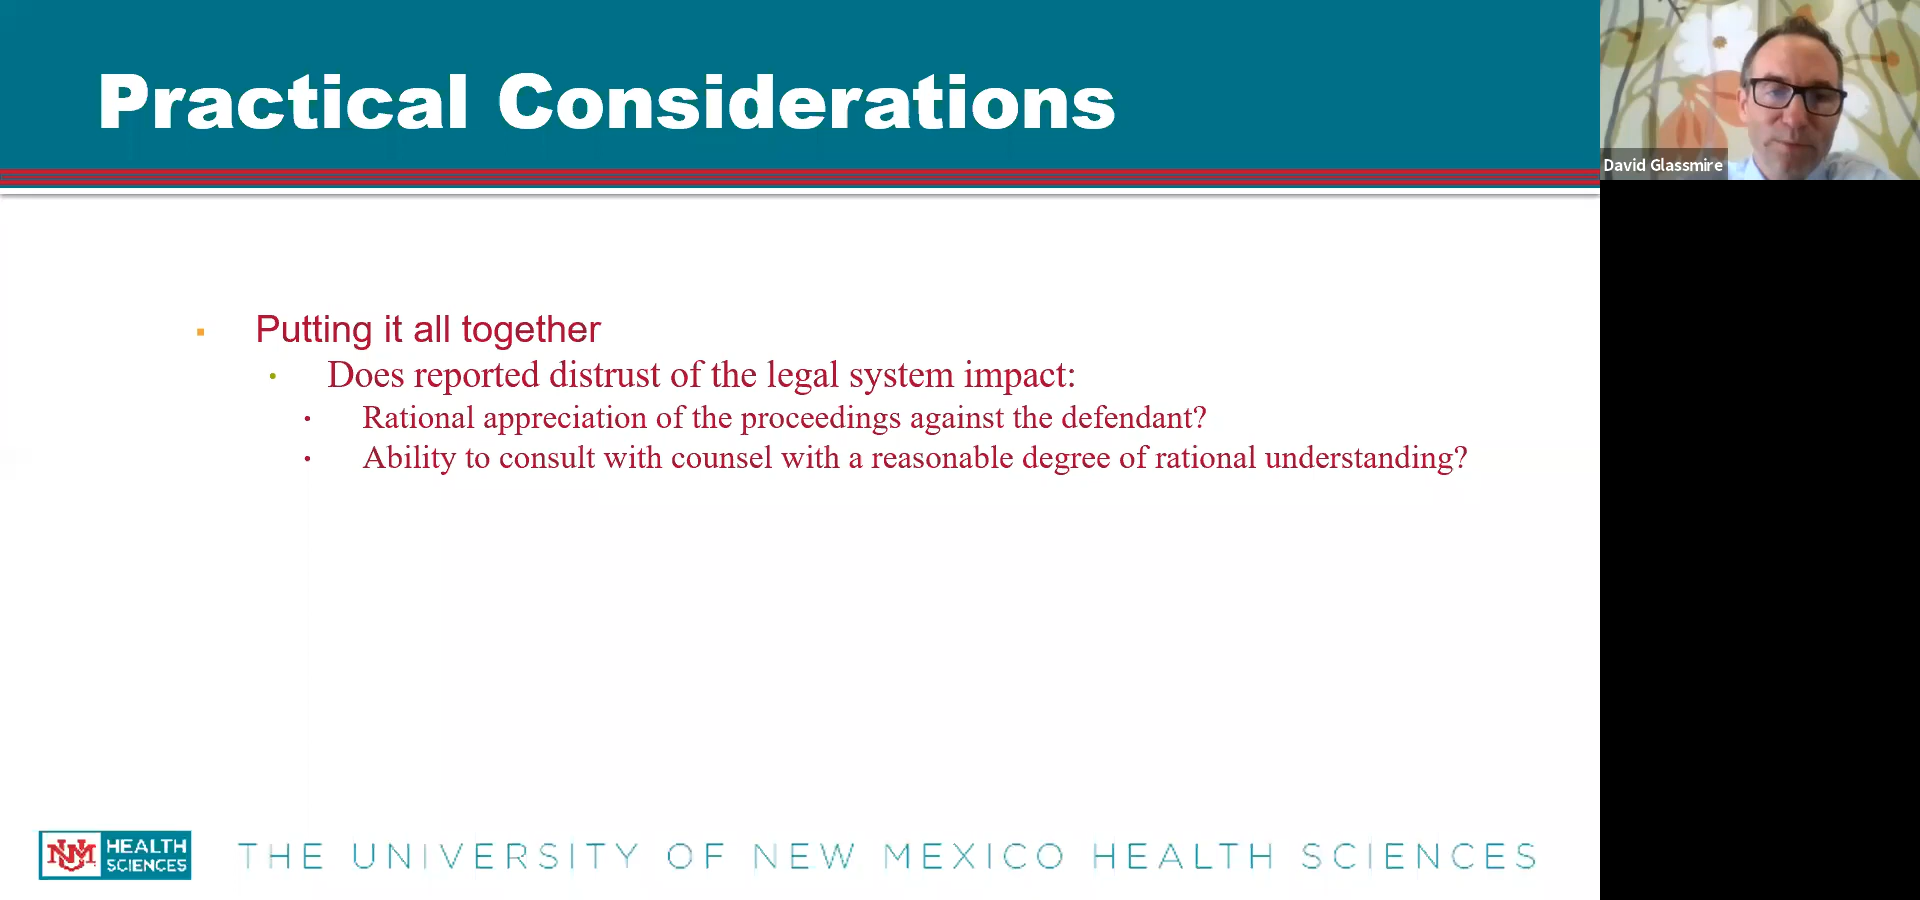 Practical Considerations
David Glassmire
Putting it all together
Does reported distrust of the legal system impact:
Rational appreciation of the proceedings against the defendant?
Ability to consult with counsel with a reasonable degree of rational understanding?
UNM HEALTH SCIENCES
THE UNIVERSITY OF NEW MEXICO HEALTH SCIENCES